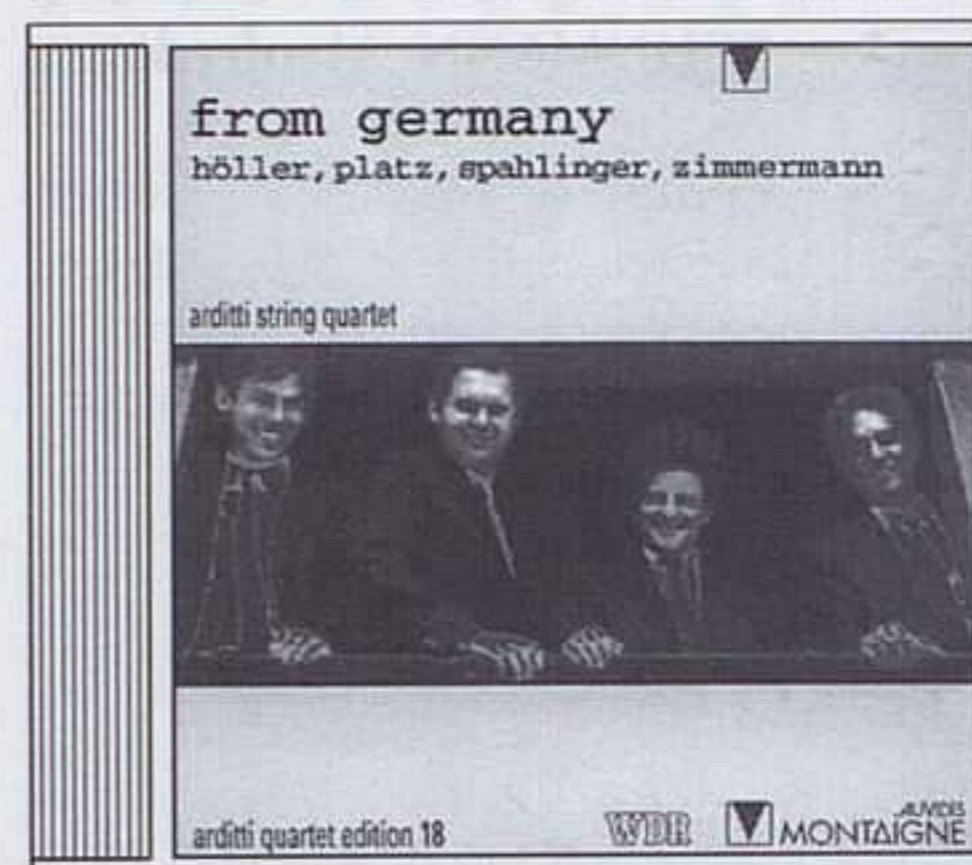 from germany
höller, platz, spahlinger, zimmermann
arditti string quartet
arditti quartet edition 18
WDR
AUVIDIS
MONTAIGNE